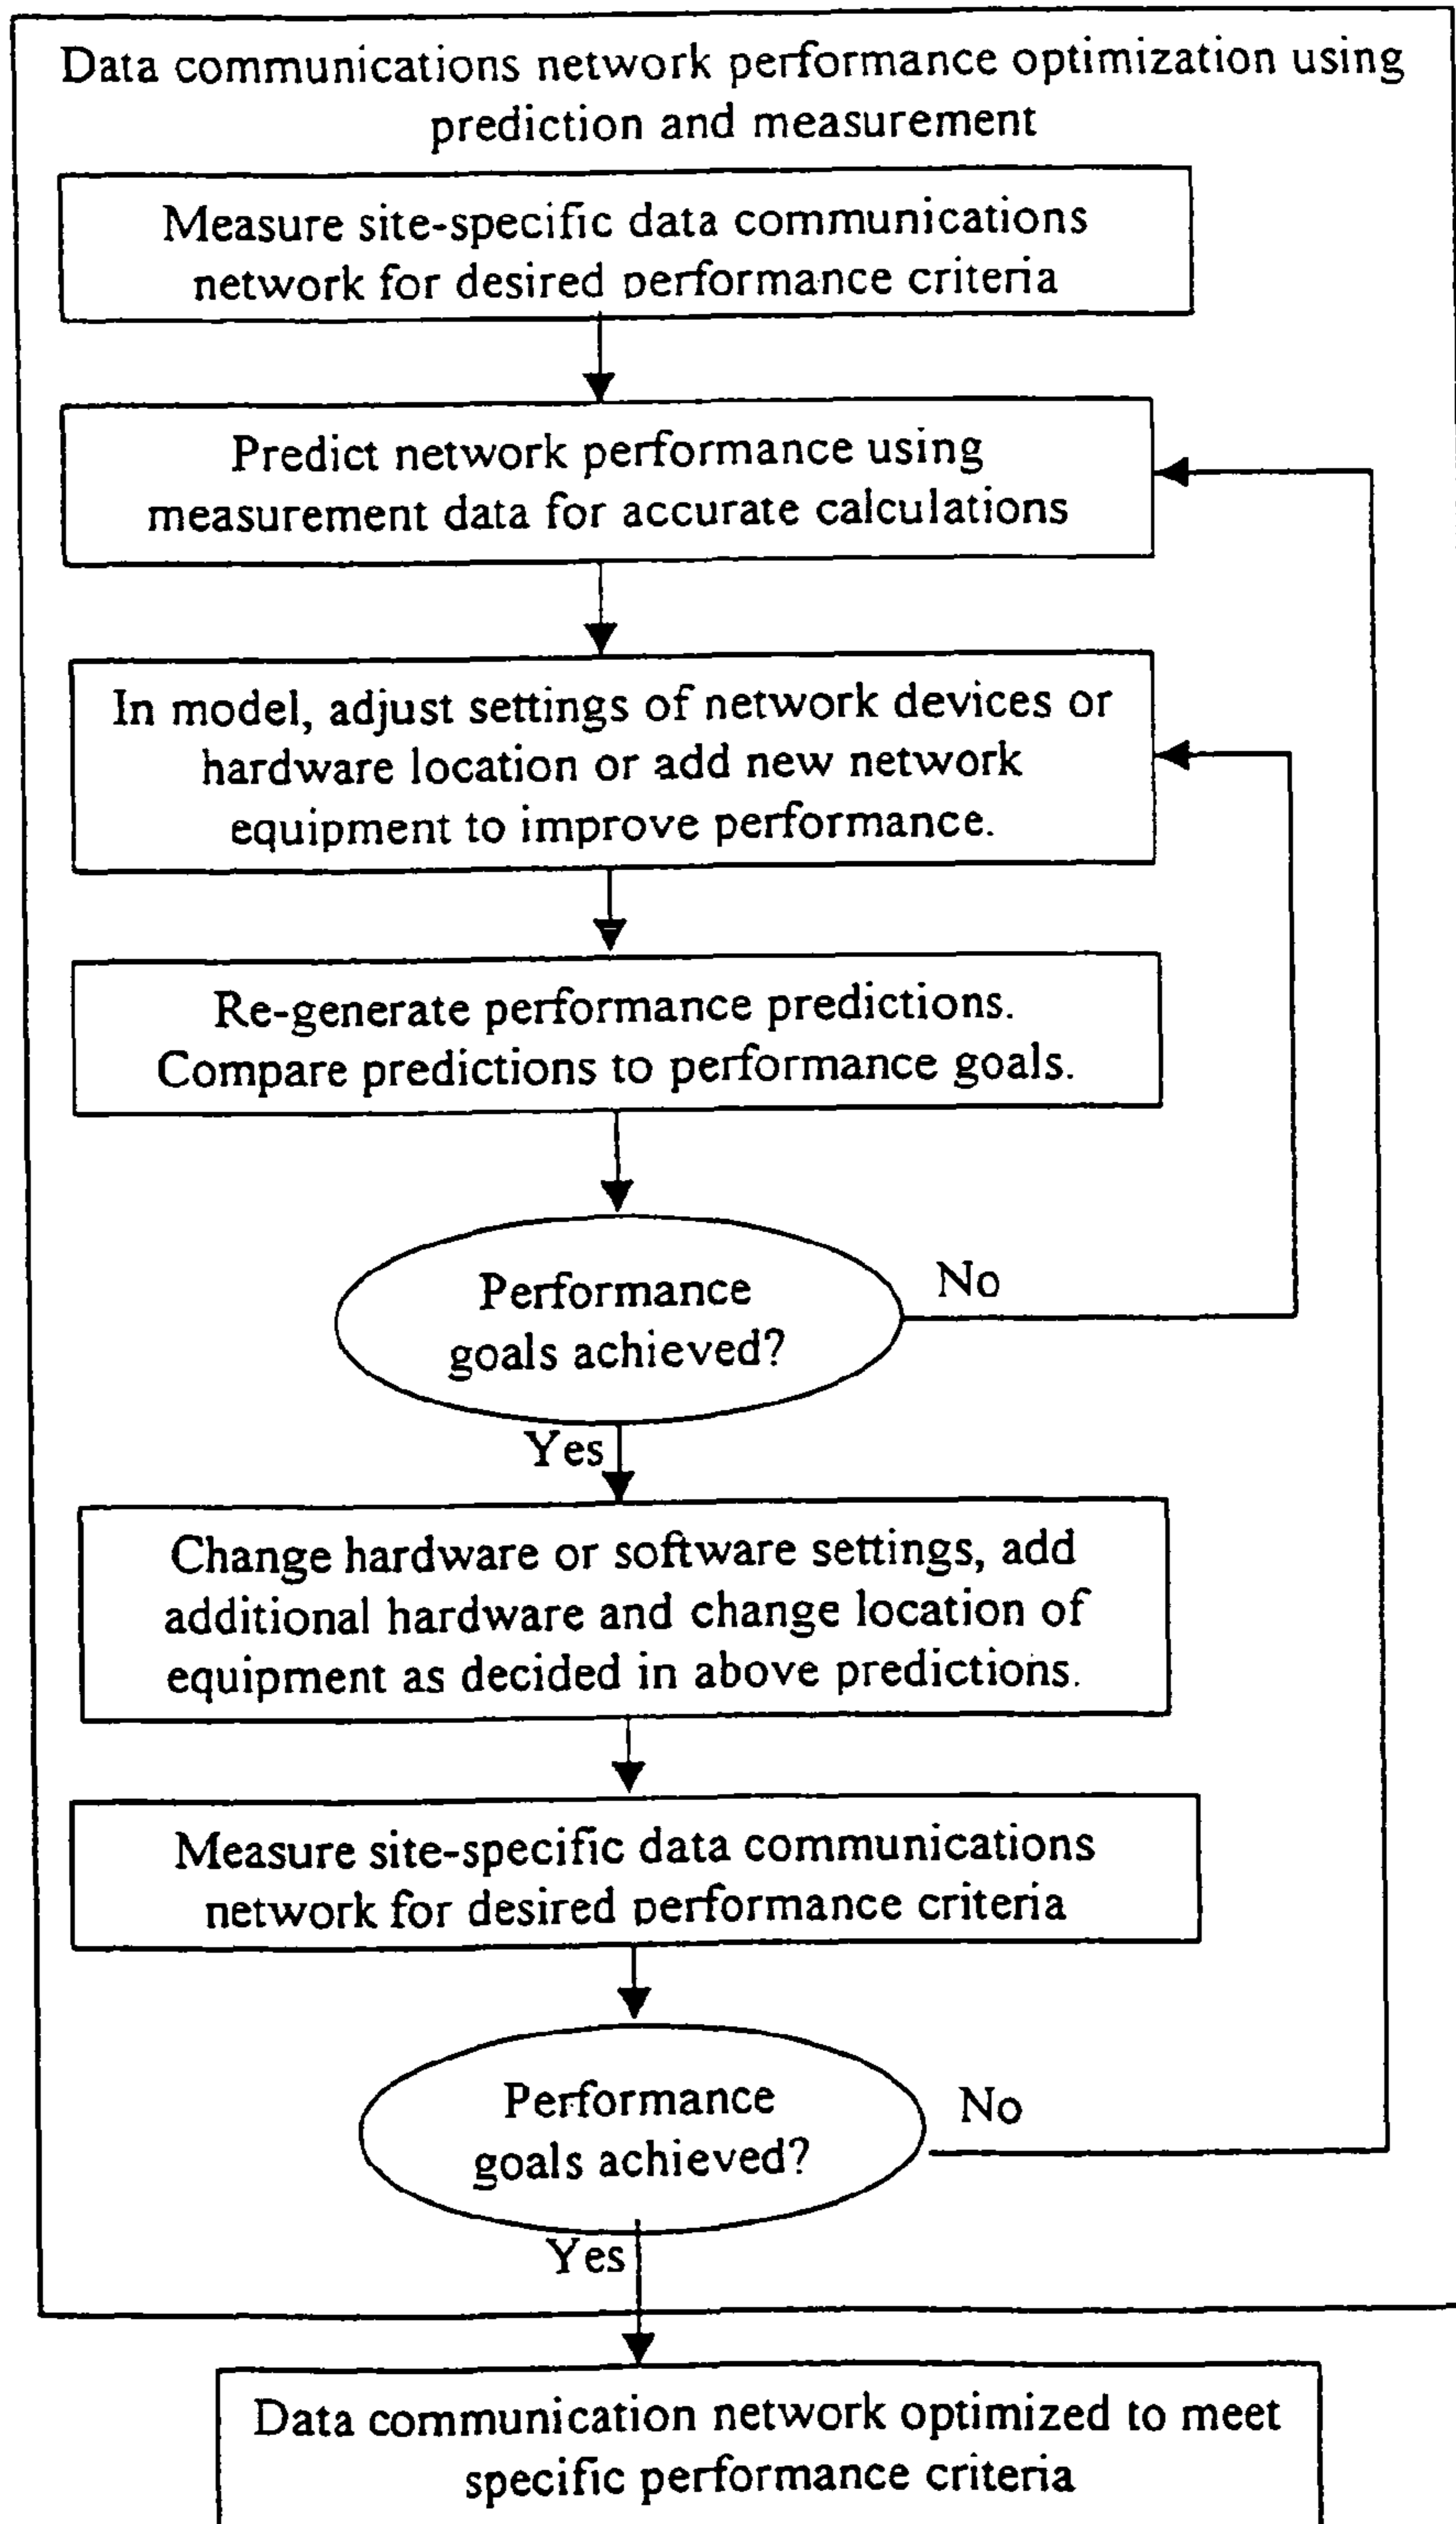 Data communications network performance optimization using
prediction and measurement
Measure site-specific data communications
network for desired performance criteria
Predict network performance using
measurement data for accurate calculations
In model, adjust settings of network devices or
hardware location or add new network
equipment to improve performance.
Re-generate performance predictions.
Compare predictions to performance goals.
Performance
goals achieved?
No
Yes
Change hardware or software settings, add
additional hardware and change location of
equipment as decided in above predictions.
Measure site-specific data communications
network for desired performance criteria
Performance
goals achieved?
No
Yes
Data communication network optimized to meet
specific performance criteria